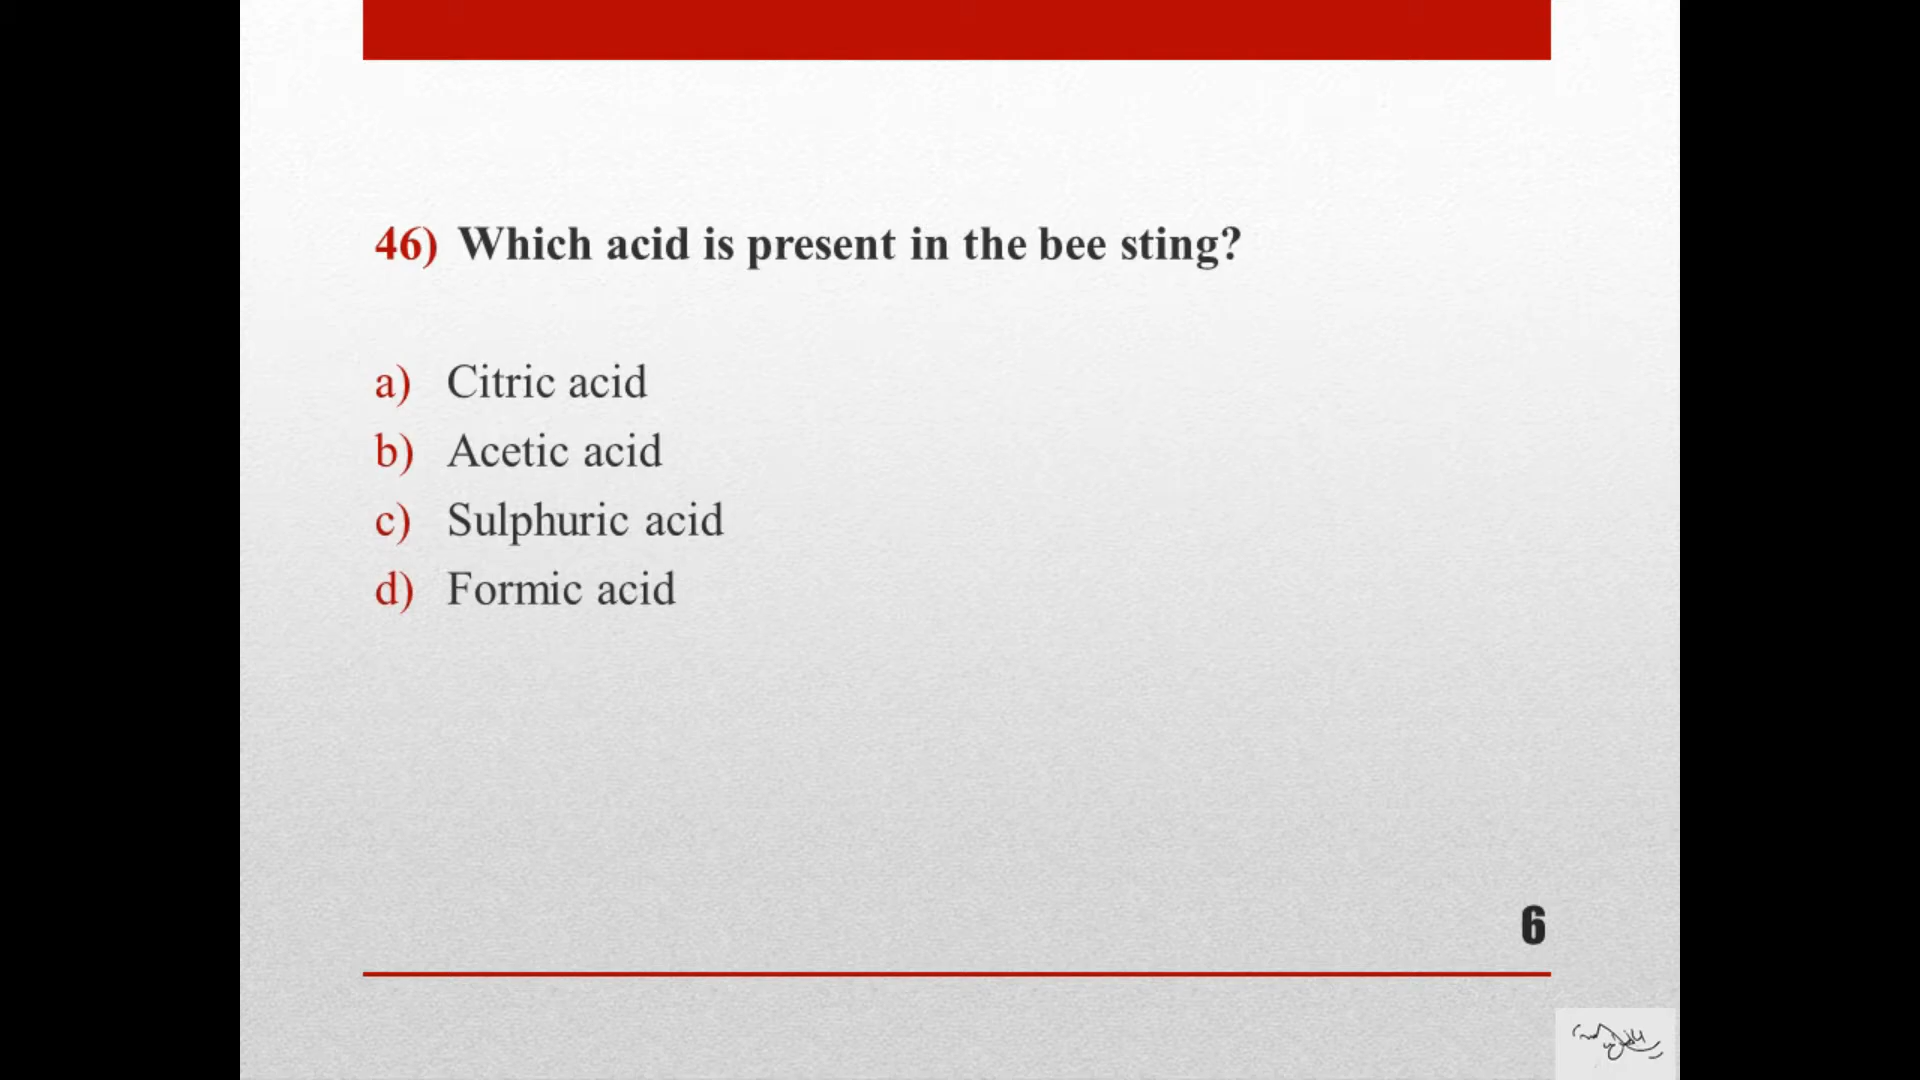 46) Which acid is present in the bee sting?
a) Citric acid
b) Acetic acid
c) Sulphuric acid
d) Formic acid
6